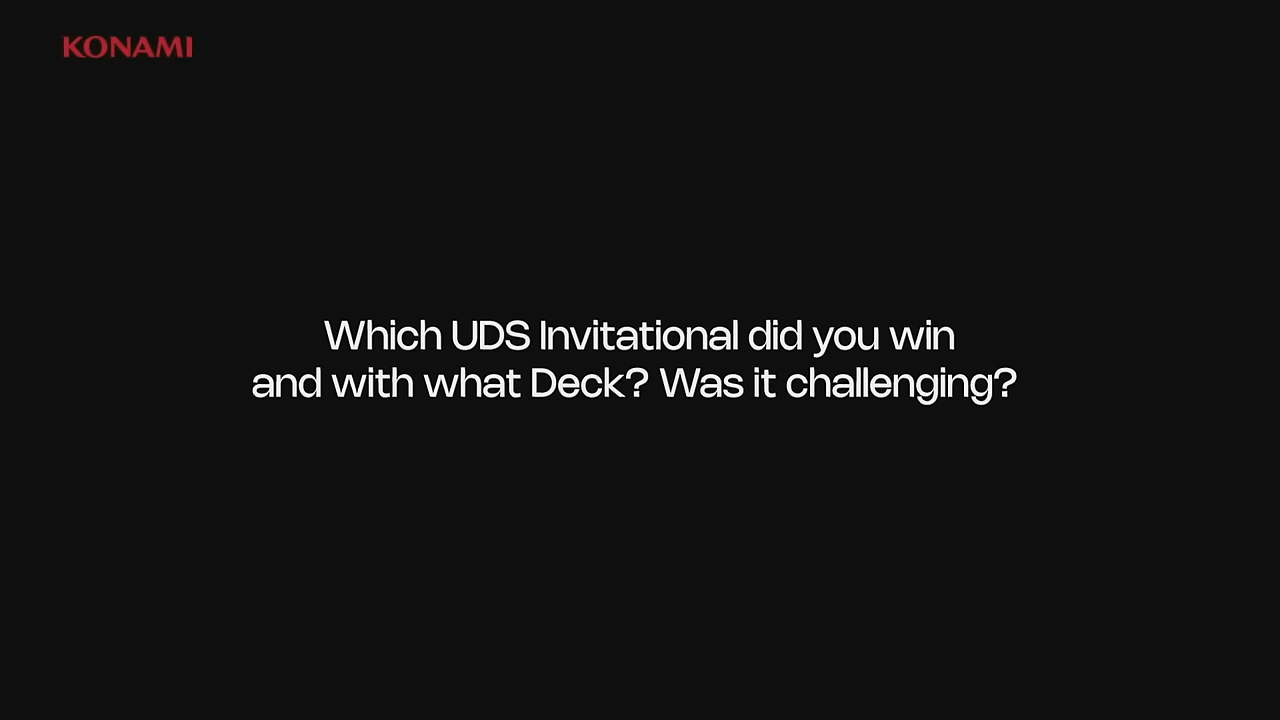 KONAMI
Which UDS Invitational did you win
and with what Deck? Was it challenging?